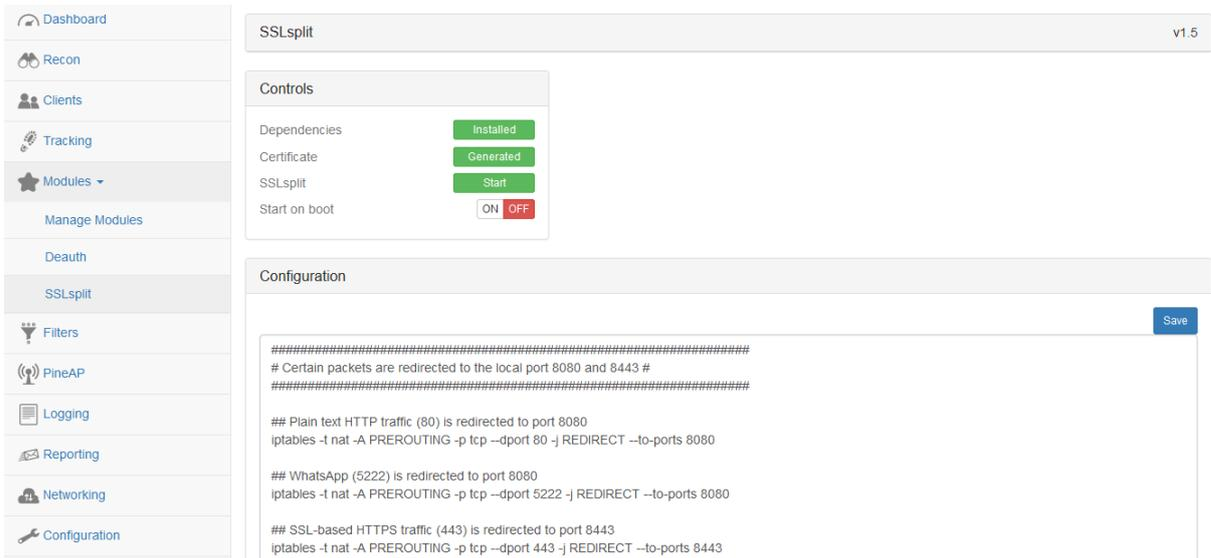 Dashboard
Recon
Clients
Tracking
Modules
Manage Modules
Deauth
SSLsplit
Filters
PineAP
Logging
Reporting
Networking
Configuration
SSLsplit v1.5
Controls
Dependencies Installed
Certificate Generated
SSLsplit Start
Start on boot ON OFF
Configuration
Save
##################################################################
# Certain packets are redirected to the local port 8080 and 8443 #
##################################################################
## Plain text HTTP traffic (80) is redirected to port 8080
iptables -t nat -A PREROUTING -p tcp --dport 80 -j REDIRECT --to-ports 8080
## WhatsApp (5222) is redirected to port 8080
iptables -t nat -A PREROUTING -p tcp --dport 5222 -j REDIRECT --to-ports 8080
## SSL-based HTTPS traffic (443) is redirected to port 8443
iptables -t nat -A PREROUTING -p tcp --dport 443 -j REDIRECT --to-ports 8443